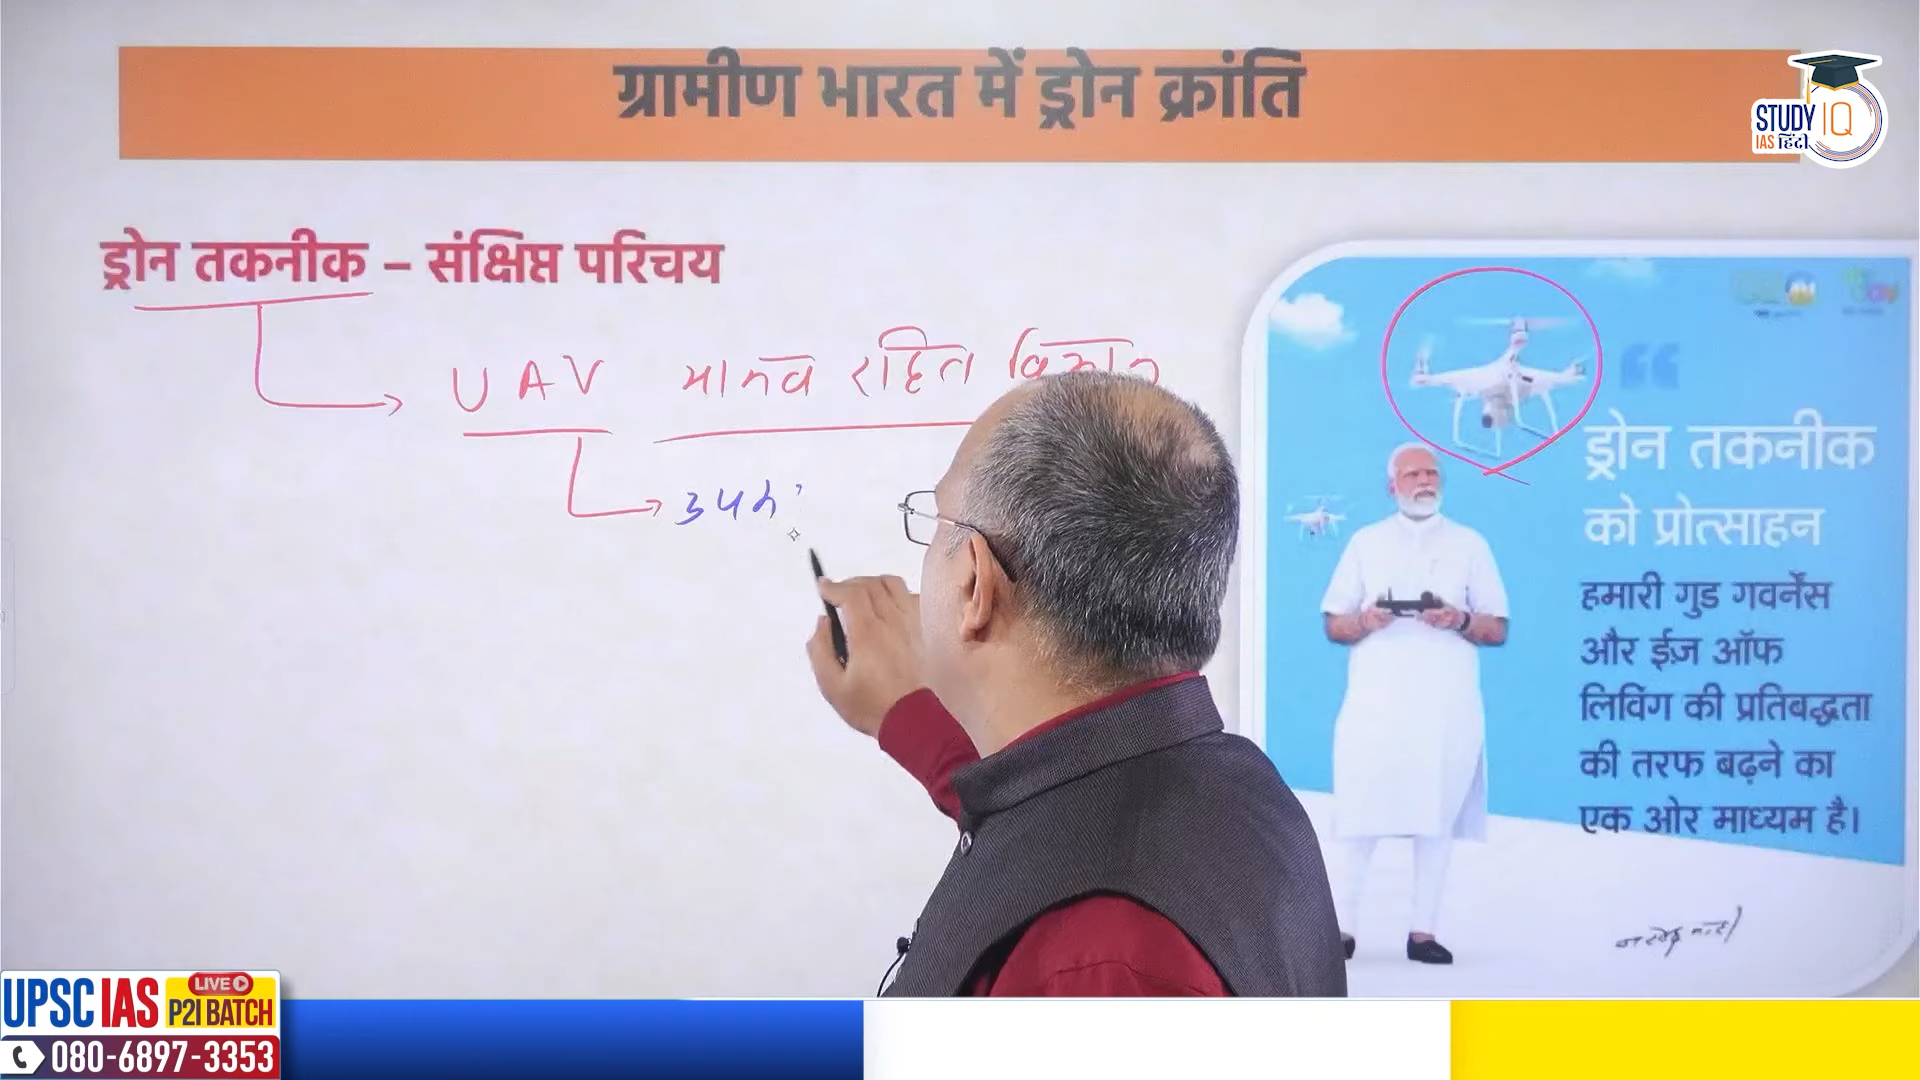 ग्रामीण भारत में ड्रोन क्रांति
STUDY IQ
IAS हिंदी
ड्रोन तकनीक – संक्षिप्त परिचय
UAV मानव रहित विमान
ड्रोन तकनीक
को प्रोत्साहन
हमारी गुड गवर्नेंस
और ईज़ ऑफ
लिविंग की प्रतिबद्धता
की तरफ बढ़ने का
एक ओर माध्यम है।
UPSC IAS
LIVE
P2I BATCH
080-6897-3353